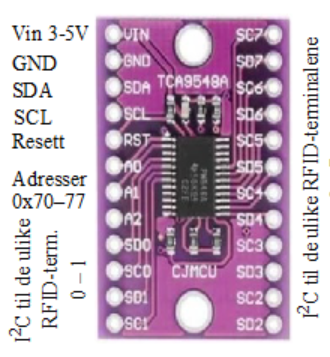 Vin 3-5V
GND
SDA
SCL
Resett
Adresser
0x70–77
I²C til de ulike
RFID-term.
0 – 1
VIN
GND
SDA
SCL
RST
A0
A1
A2
SD0
SC0
SD1
SC1
TCA9548A
CJMCU
SC7
SD7
SC6
SD6
SC5
SD5
SC4
SD4
SC3
SD3
SC2
SD2
I²C til de ulike RFID-terminalene